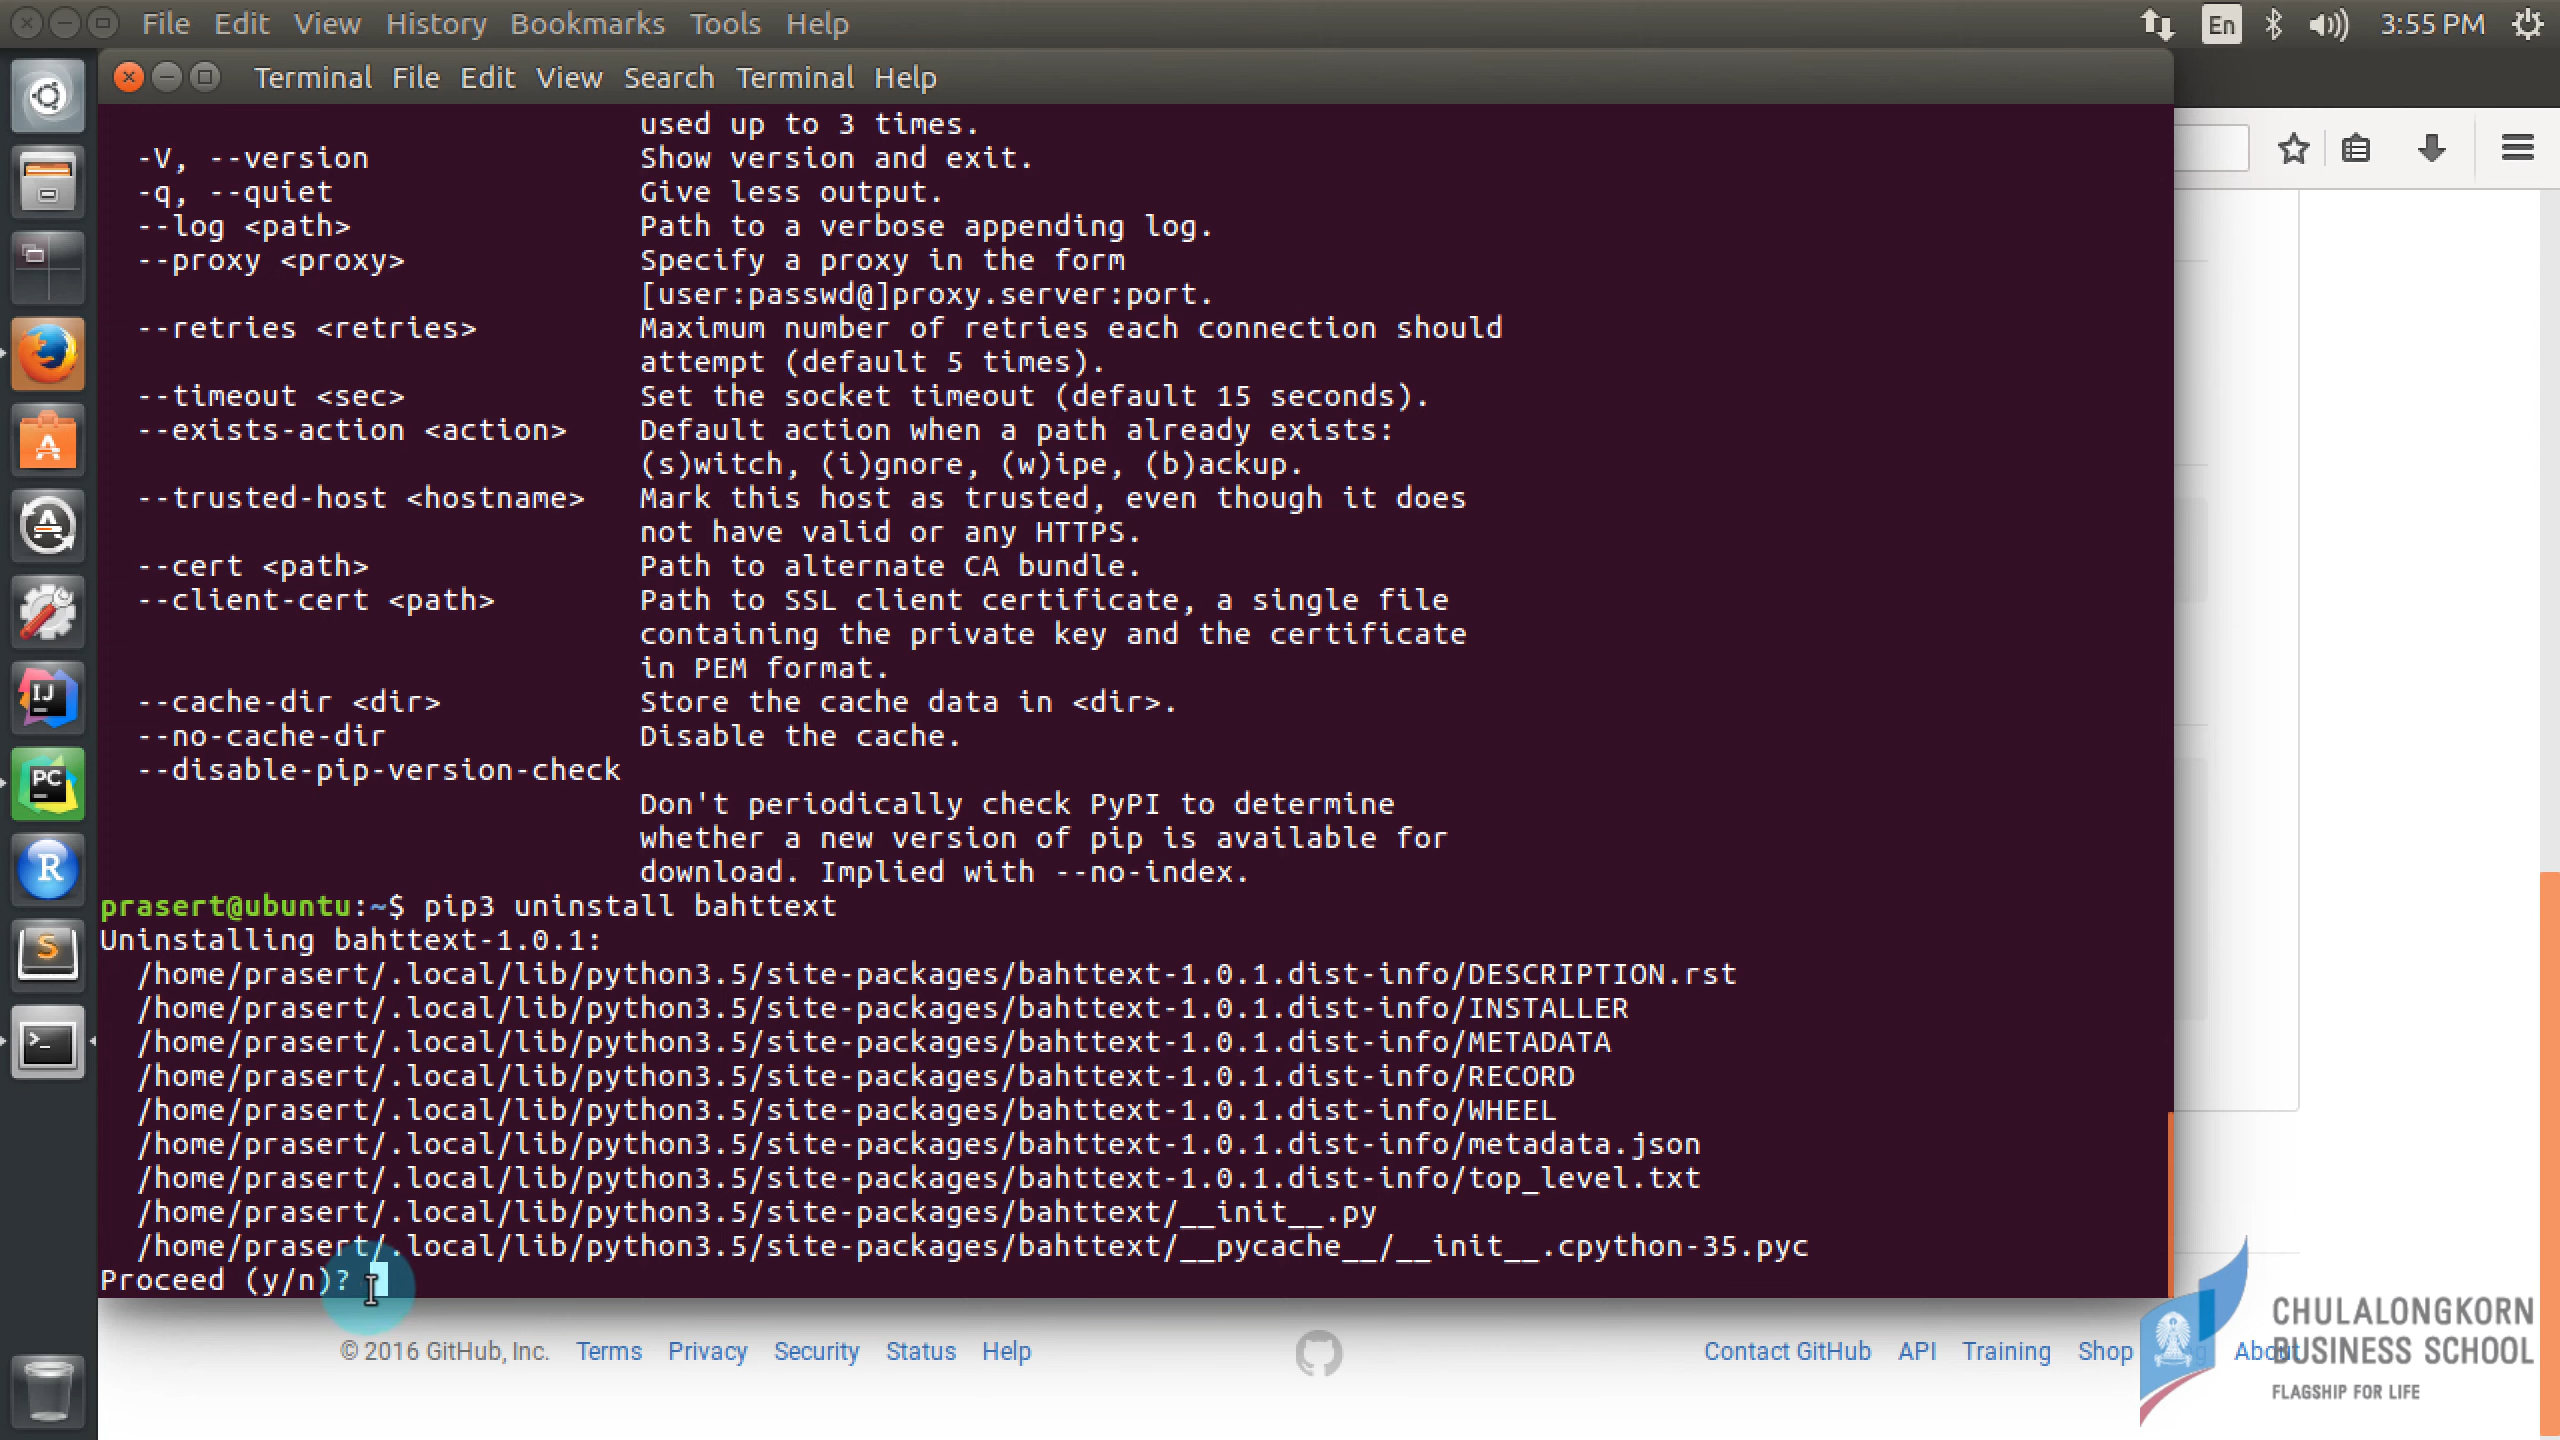 File Edit View History Bookmarks Tools Help
En 3:55 PM
Terminal File Edit View Search Terminal Help
used up to 3 times.
-V, --version Show version and exit.
-q, --quiet Give less output.
--log <path> Path to a verbose appending log.
--proxy <proxy> Specify a proxy in the form
[user:passwd@]proxy.server:port.
--retries <retries> Maximum number of retries each connection should
attempt (default 5 times).
--timeout <sec> Set the socket timeout (default 15 seconds).
--exists-action <action> Default action when a path already exists:
(s)witch, (i)gnore, (w)ipe, (b)ackup.
--trusted-host <hostname> Mark this host as trusted, even though it does
not have valid or any HTTPS.
--cert <path> Path to alternate CA bundle.
--client-cert <path> Path to SSL client certificate, a single file
containing the private key and the certificate
in PEM format.
--cache-dir <dir> Store the cache data in <dir>.
--no-cache-dir Disable the cache.
--disable-pip-version-check
Don't periodically check PyPI to determine
whether a new version of pip is available for
download. Implied with --no-index.
prasert@ubuntu:~$ pip3 uninstall bahttext
Uninstalling bahttext-1.0.1:
/home/prasert/.local/lib/python3.5/site-packages/bahttext-1.0.1.dist-info/DESCRIPTION.rst
/home/prasert/.local/lib/python3.5/site-packages/bahttext-1.0.1.dist-info/INSTALLER
/home/prasert/.local/lib/python3.5/site-packages/bahttext-1.0.1.dist-info/METADATA
/home/prasert/.local/lib/python3.5/site-packages/bahttext-1.0.1.dist-info/RECORD
/home/prasert/.local/lib/python3.5/site-packages/bahttext-1.0.1.dist-info/WHEEL
/home/prasert/.local/lib/python3.5/site-packages/bahttext-1.0.1.dist-info/metadata.json
/home/prasert/.local/lib/python3.5/site-packages/bahttext-1.0.1.dist-info/top_level.txt
/home/prasert/.local/lib/python3.5/site-packages/bahttext/__init__.py
/home/prasert/.local/lib/python3.5/site-packages/bahttext/__pycache__/__init__.cpython-35.pyc
Proceed (y/n)?
© 2016 GitHub, Inc. Terms Privacy Security Status Help
Contact GitHub API Training Shop About
CHULALONGKORN
BUSINESS SCHOOL
FLAGSHIP FOR LIFE
IJ
PC
R
S
>_